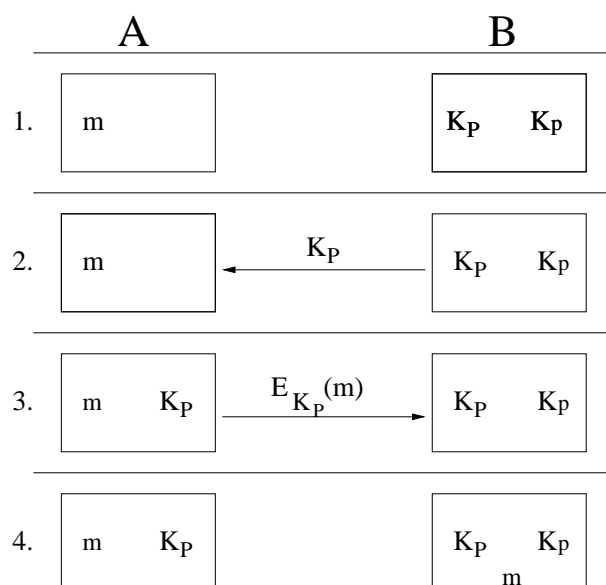 A B
1. m K_P K_p
2. m K_P K_P K_p
3. m K_P E_{K_P}(m) K_P K_p
4. m K_P K_P K_p
m